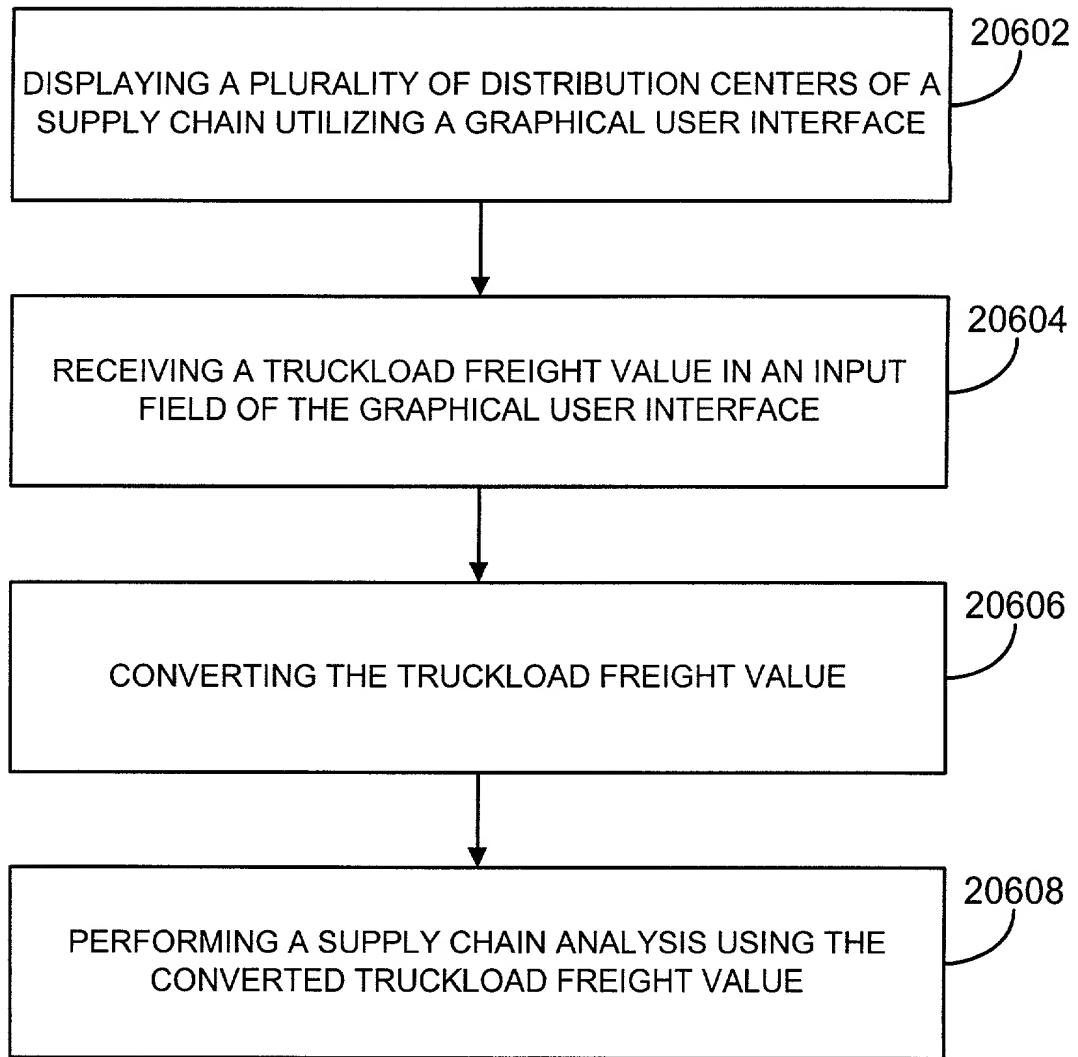 20602
DISPLAYING A PLURALITY OF DISTRIBUTION CENTERS OF A
SUPPLY CHAIN UTILIZING A GRAPHICAL USER INTERFACE
20604
RECEIVING A TRUCKLOAD FREIGHT VALUE IN AN INPUT
FIELD OF THE GRAPHICAL USER INTERFACE
20606
CONVERTING THE TRUCKLOAD FREIGHT VALUE
20608
PERFORMING A SUPPLY CHAIN ANALYSIS USING THE
CONVERTED TRUCKLOAD FREIGHT VALUE